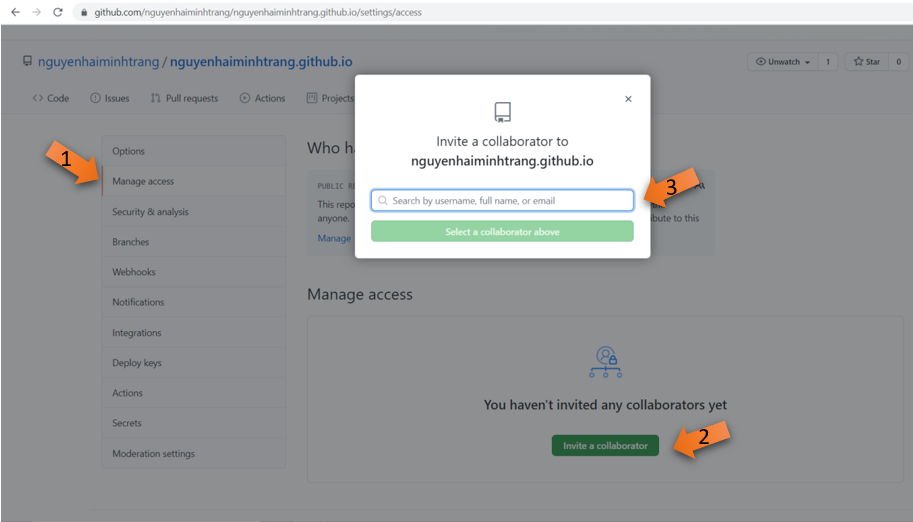 github.com/nguyenhaiminhtrang/nguyenhaiminhtrang.github.io/settings/access
nguyenhaiminhtrang / nguyenhaiminhtrang.github.io
Unwatch 1 Star 0
Code Issues Pull requests Actions Projects
Invite a collaborator to
nguyenhaiminhtrang.github.io
Search by username, full name, or email
Select a collaborator above
1
2
3
Options
Manage access
Security & analysis
Branches
Webhooks
Notifications
Integrations
Deploy keys
Actions
Secrets
Moderation settings
Who
PUBLIC
This
anyone.
to this
Manage
Manage access
You haven't invited any collaborators yet
Invite a collaborator